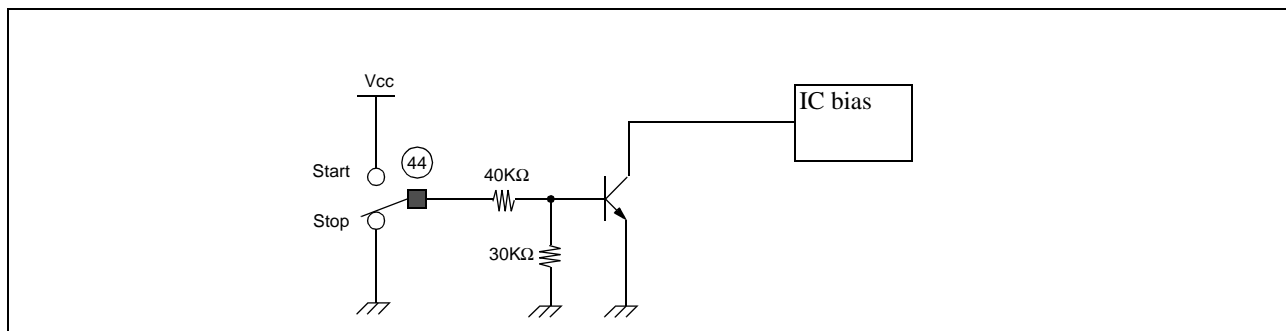 Vcc
IC bias
Start
44
40KΩ
Stop
30KΩ